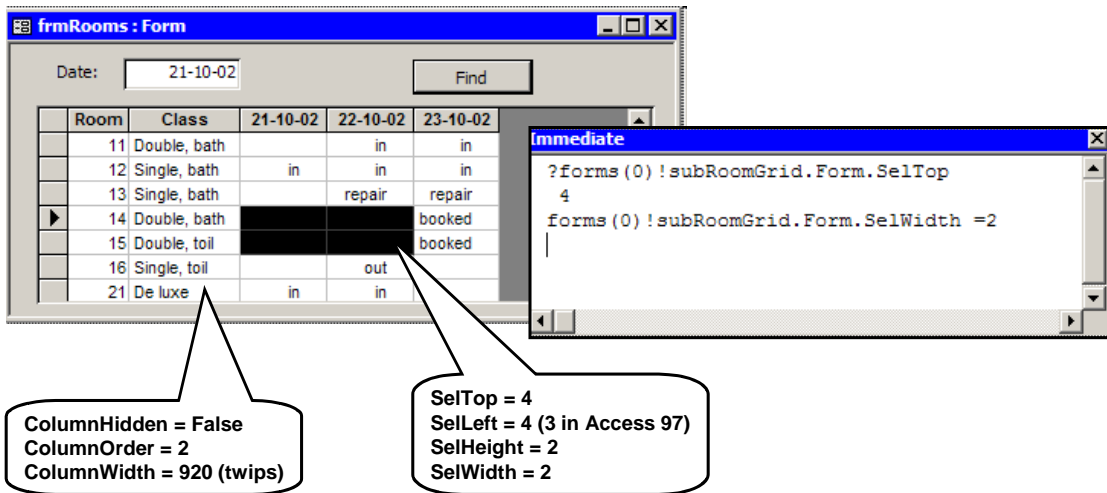 frmRooms : Form
Date: 21-10-02 Find
Room Class 21-10-02 22-10-02 23-10-02
11 Double, bath in in
12 Single, bath in in in
13 Single, bath repair repair
14 Double, bath booked
15 Double, toil booked
16 Single, toil out
21 De luxe in in
Immediate
?forms(0)!subRoomGrid.Form.SelTop
4
forms(0)!subRoomGrid.Form.SelWidth =2
ColumnHidden = False
ColumnOrder = 2
ColumnWidth = 920 (twips)
SelTop = 4
SelLeft = 4 (3 in Access 97)
SelHeight = 2
SelWidth = 2